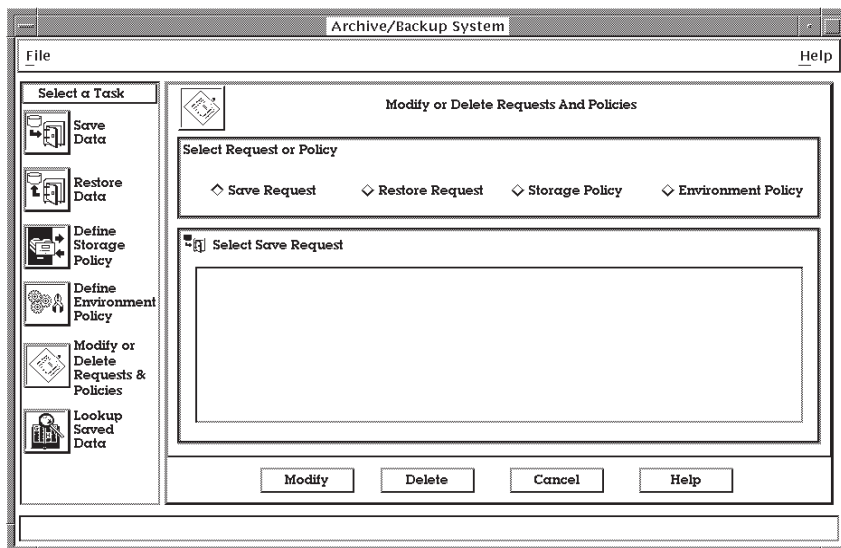 Archive/Backup System
File
Help
Select a Task
Save
Data
Restore
Data
Define
Storage
Policy
Define
Environment
Policy
Modify or
Delete
Requests &
Policies
Lookup
Saved
Data
Modify or Delete Requests And Policies
Select Request or Policy
Save Request
Restore Request
Storage Policy
Environment Policy
Select Save Request
Modify
Delete
Cancel
Help